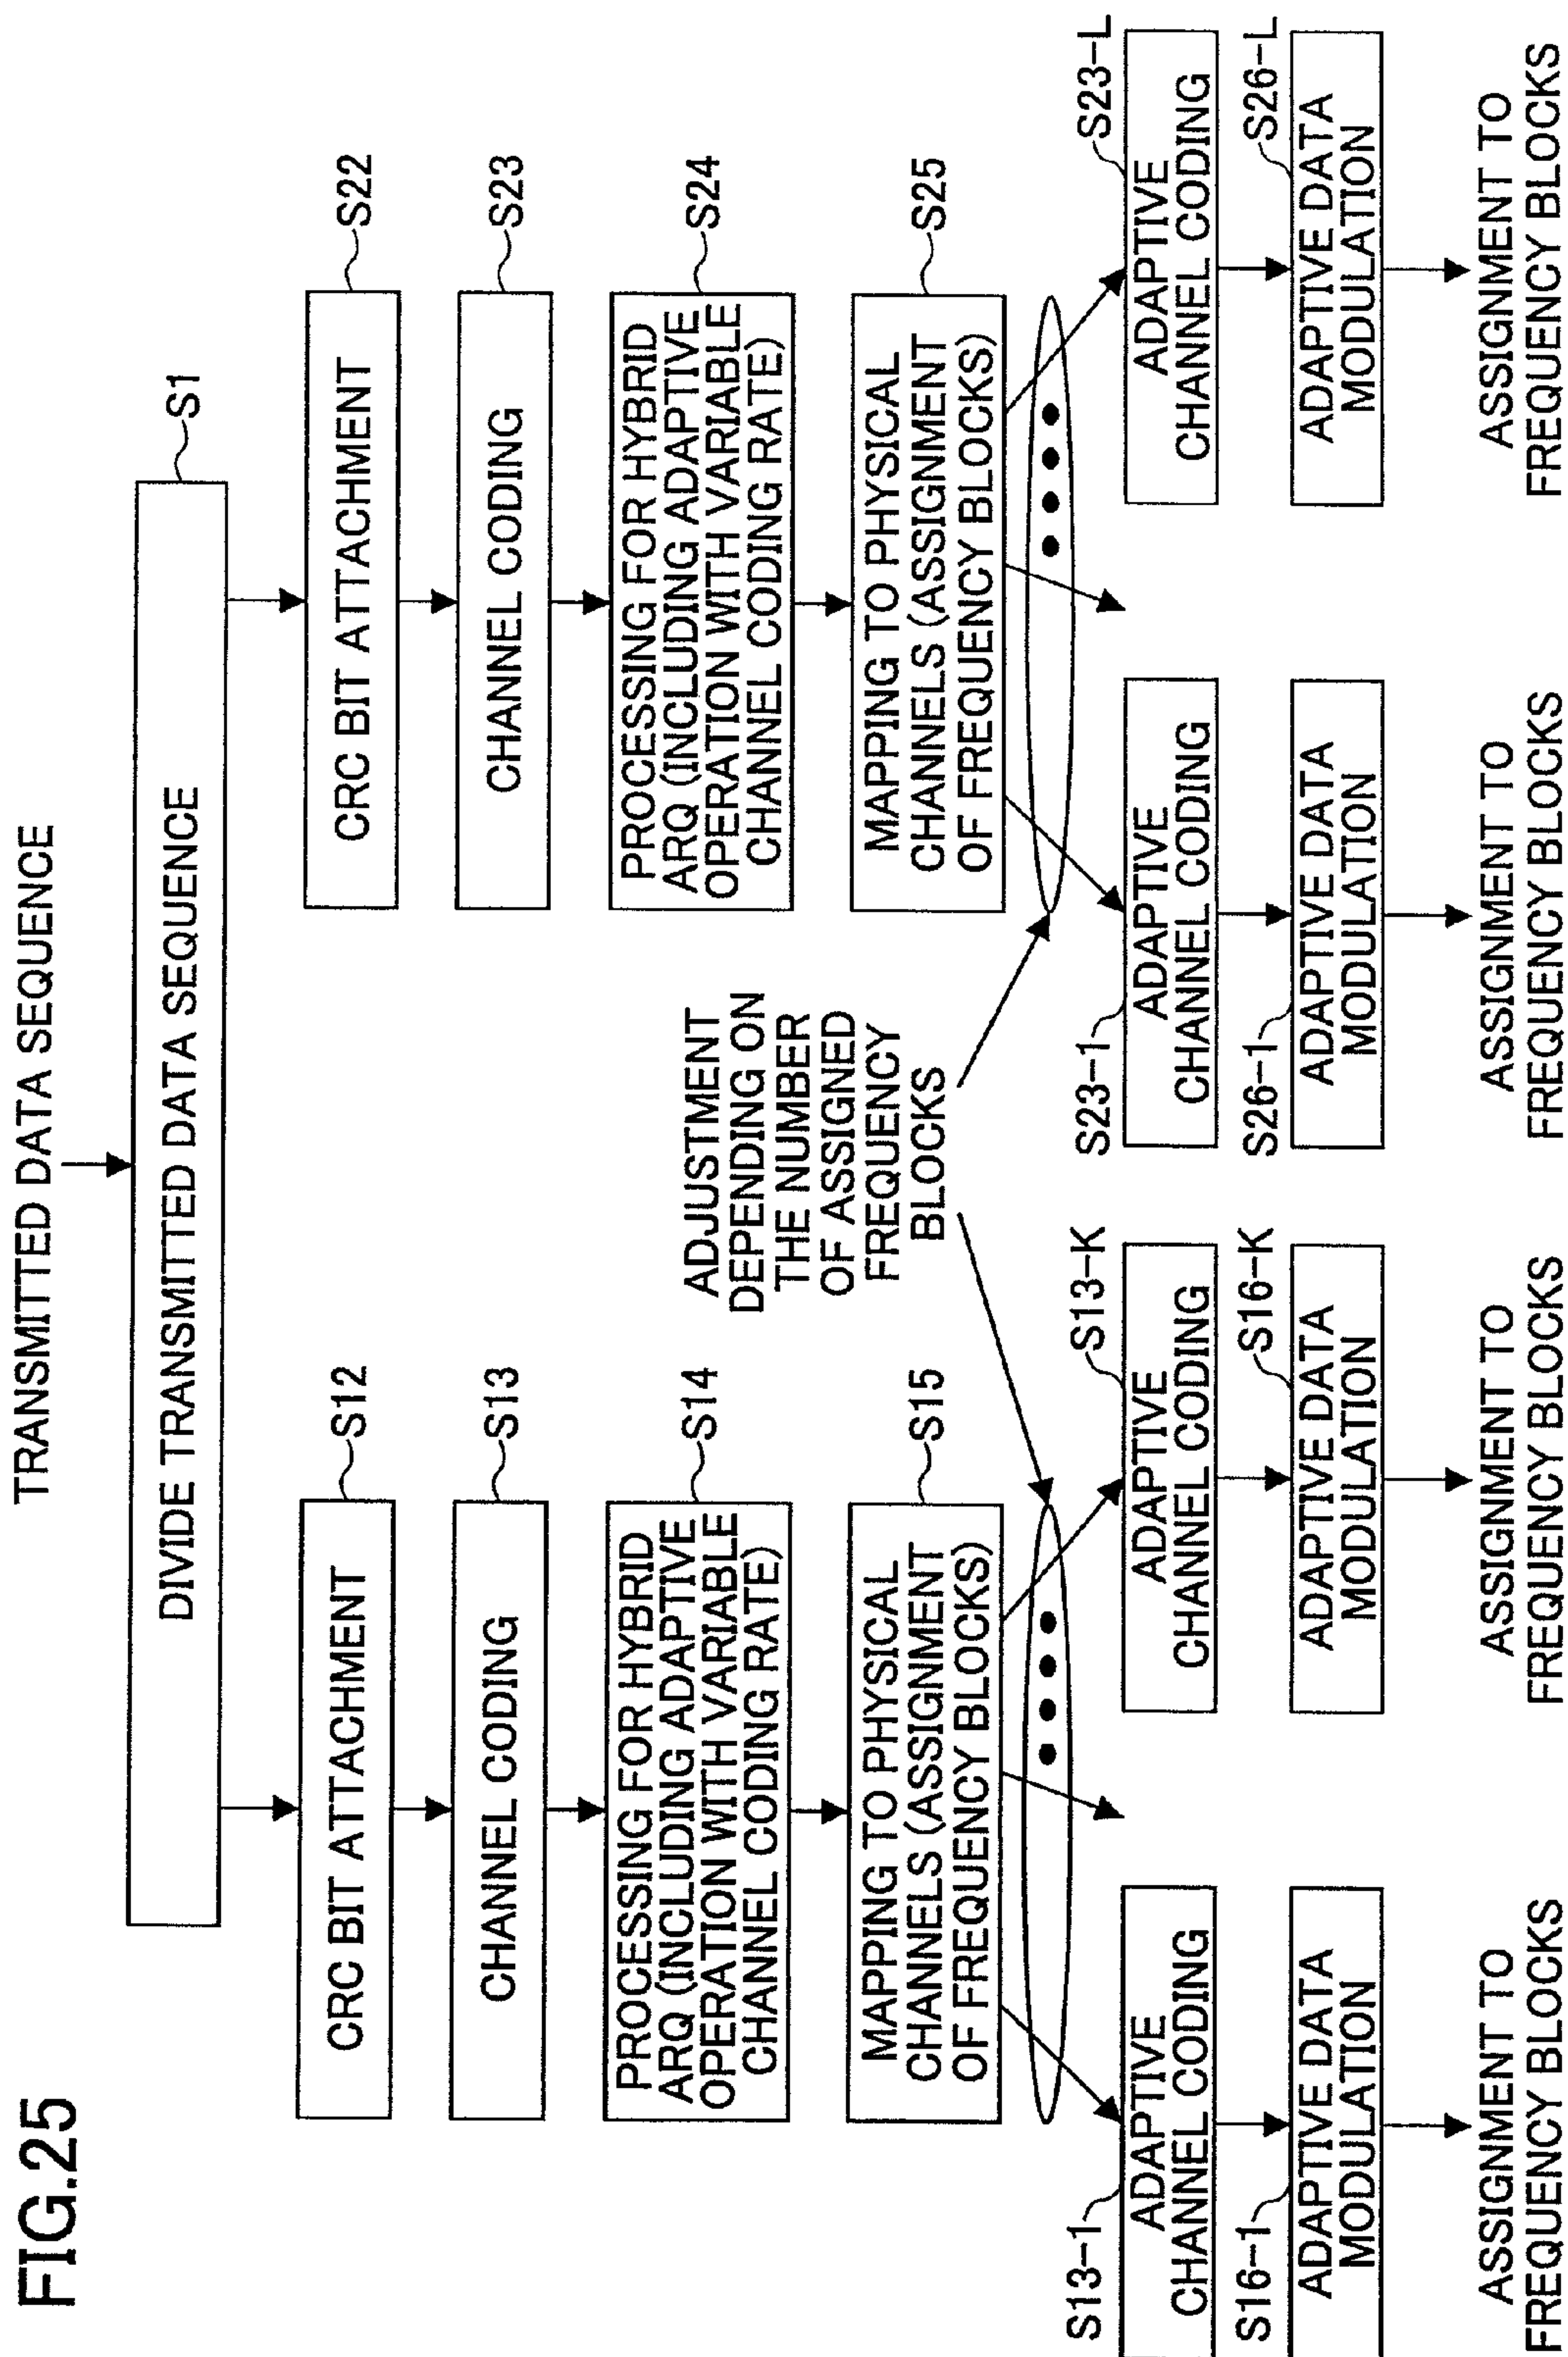 FIG.25
TRANSMITTED DATA SEQUENCE
DIVIDE TRANSMITTED DATA SEQUENCE
S1
CRC BIT ATTACHMENT
S12
CHANNEL CODING
S13
PROCESSING FOR HYBRID
ARQ (INCLUDING ADAPTIVE
OPERATION WITH VARIABLE
CHANNEL CODING RATE)
S14
MAPPING TO PHYSICAL
CHANNELS (ASSIGNMENT
OF FREQUENCY BLOCKS)
S15
CRC BIT ATTACHMENT
S22
CHANNEL CODING
S23
PROCESSING FOR HYBRID
ARQ (INCLUDING ADAPTIVE
OPERATION WITH VARIABLE
CHANNEL CODING RATE)
S24
MAPPING TO PHYSICAL
CHANNELS (ASSIGNMENT
OF FREQUENCY BLOCKS)
S25
ADJUSTMENT
DEPENDING ON
THE NUMBER
OF ASSIGNED
FREQUENCY
BLOCKS
S13-1
ADAPTIVE
CHANNEL CODING
S16-1
ADAPTIVE DATA
MODULATION
ASSIGNMENT TO
FREQUENCY BLOCKS
S13-K
ADAPTIVE
CHANNEL CODING
S16-K
ADAPTIVE DATA
MODULATION
ASSIGNMENT TO
FREQUENCY BLOCKS
S23-1
ADAPTIVE
CHANNEL CODING
S26-1
ADAPTIVE DATA
MODULATION
ASSIGNMENT TO
FREQUENCY BLOCKS
S23-L
ADAPTIVE
CHANNEL CODING
S26-L
ADAPTIVE DATA
MODULATION
ASSIGNMENT TO
FREQUENCY BLOCKS